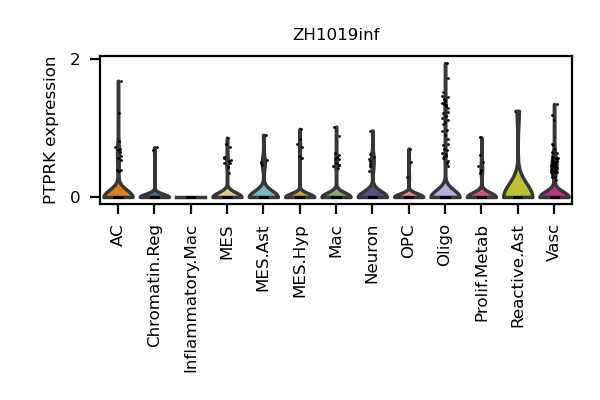 ZH1019inf
PTPRK expression
2
0
AC
Chromatin.Reg
Inflammatory.Mac
MES
MES.Ast
MES.Hyp
Mac
Neuron
OPC
Oligo
Prolif.Metab
Reactive.Ast
Vasc